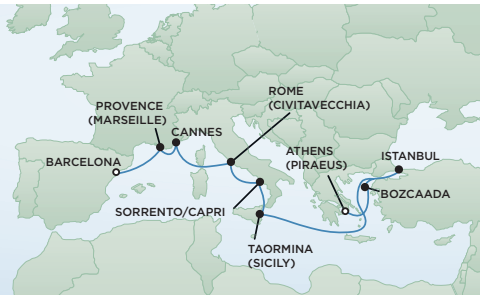 ROME
(CIVITAVECCHIA)
PROVENCE
(MARSEILLE)
CANNES
ATHENS
(PIRAEUS)
ISTANBUL
BARCELONA
BOZCAADA
SORRENTO/CAPRI
TAORMINA
(SICILY)